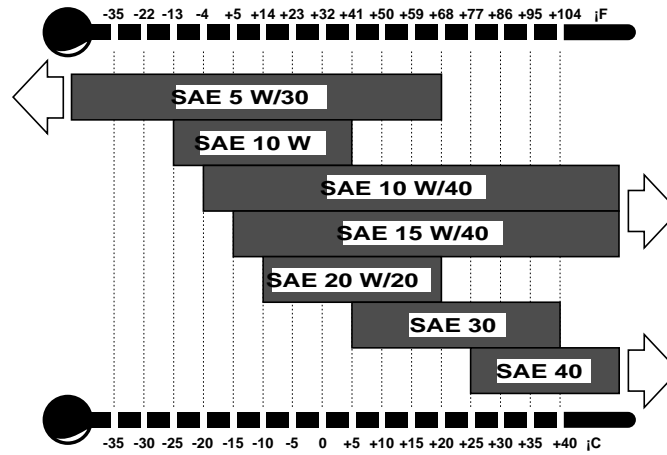 -35 -22 -13 -4 +5 +14 +23 +32 +41 +50 +59 +68 +77 +86 +95 +104 ¡F
SAE 5 W/30
SAE 10 W
SAE 10 W/40
SAE 15 W/40
SAE 20 W/20
SAE 30
SAE 40
-35 -30 -25 -20 -15 -10 -5 0 +5 +10 +15 +20 +25 +30 +35 +40 ¡C